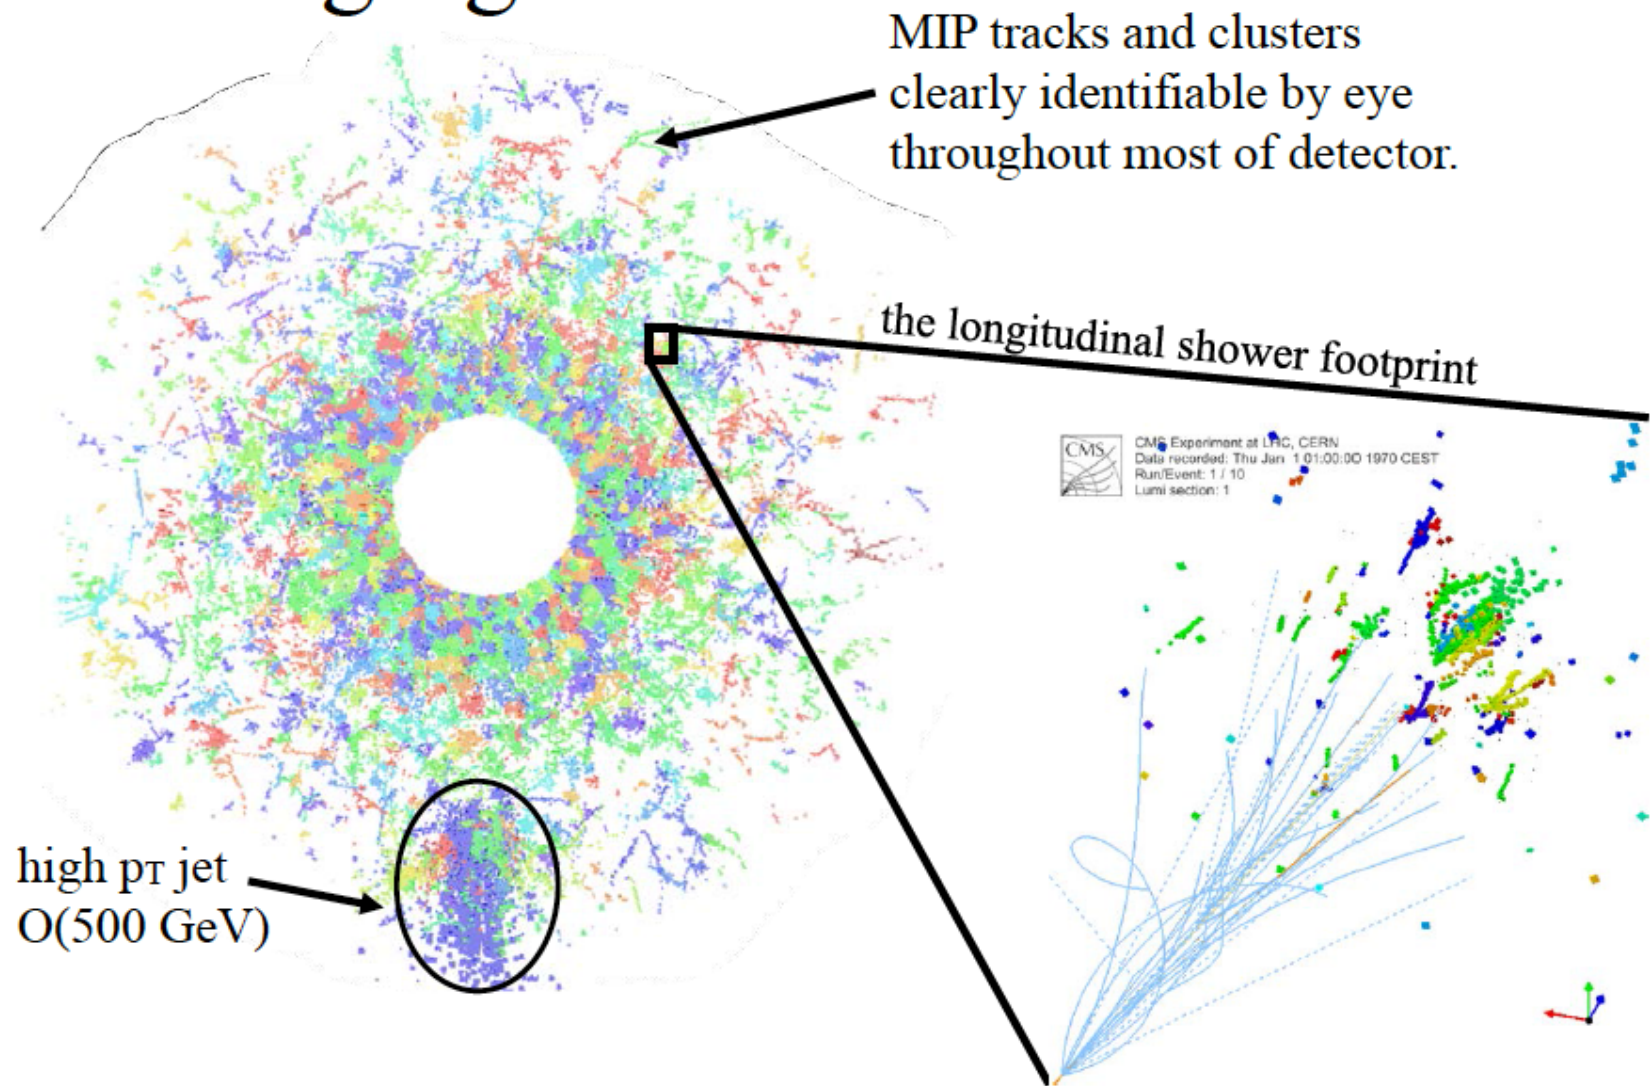 MIP tracks and clusters
clearly identifiable by eye
throughout most of detector.
the longitudinal shower footprint
CMS
CMS Experiment at LHC, CERN
Data recorded: Thu Jan 1 01:00:00 1970 CEST
Run/Event: 1 / 10
Lumi section: 1
high pT jet
O(500 GeV)